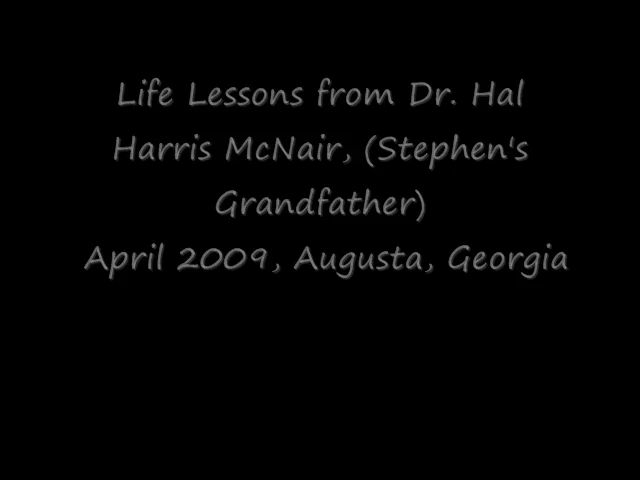 Life Lessons from Dr. Hal
Harris McNair, (Stephen's
Grandfather)
April 2009, Augusta, Georgia